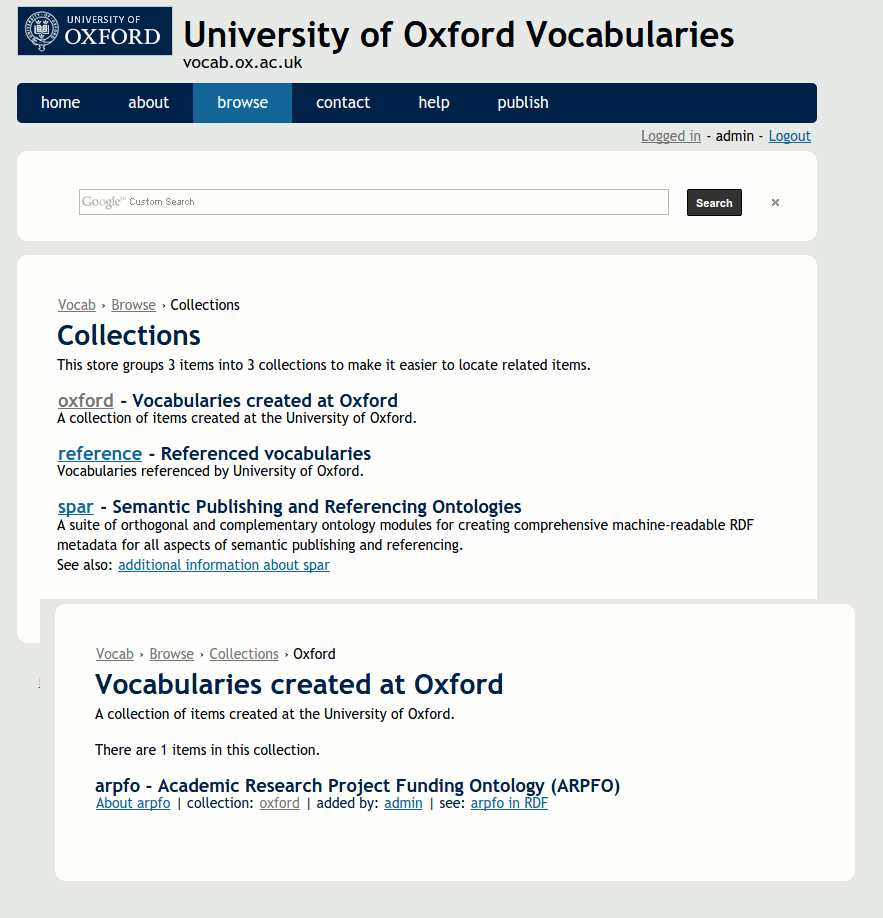 UNIVERSITY OF
OXFORD
University of Oxford Vocabularies
vocab.ox.ac.uk
home about browse contact help publish
Logged in - admin - Logout
Google™ Custom Search Search ×
Vocab › Browse › Collections
Collections
This store groups 3 items into 3 collections to make it easier to locate related items.
oxford - Vocabularies created at Oxford
A collection of items created at the University of Oxford.
reference - Referenced vocabularies
Vocabularies referenced by University of Oxford.
spar - Semantic Publishing and Referencing Ontologies
A suite of orthogonal and complementary ontology modules for creating comprehensive machine-readable RDF
metadata for all aspects of semantic publishing and referencing.
See also: additional information about spar
Vocab › Browse › Collections › Oxford
Vocabularies created at Oxford
A collection of items created at the University of Oxford.
There are 1 items in this collection.
arpfo - Academic Research Project Funding Ontology (ARPFO)
About arpfo | collection: oxford | added by: admin | see: arpfo in RDF